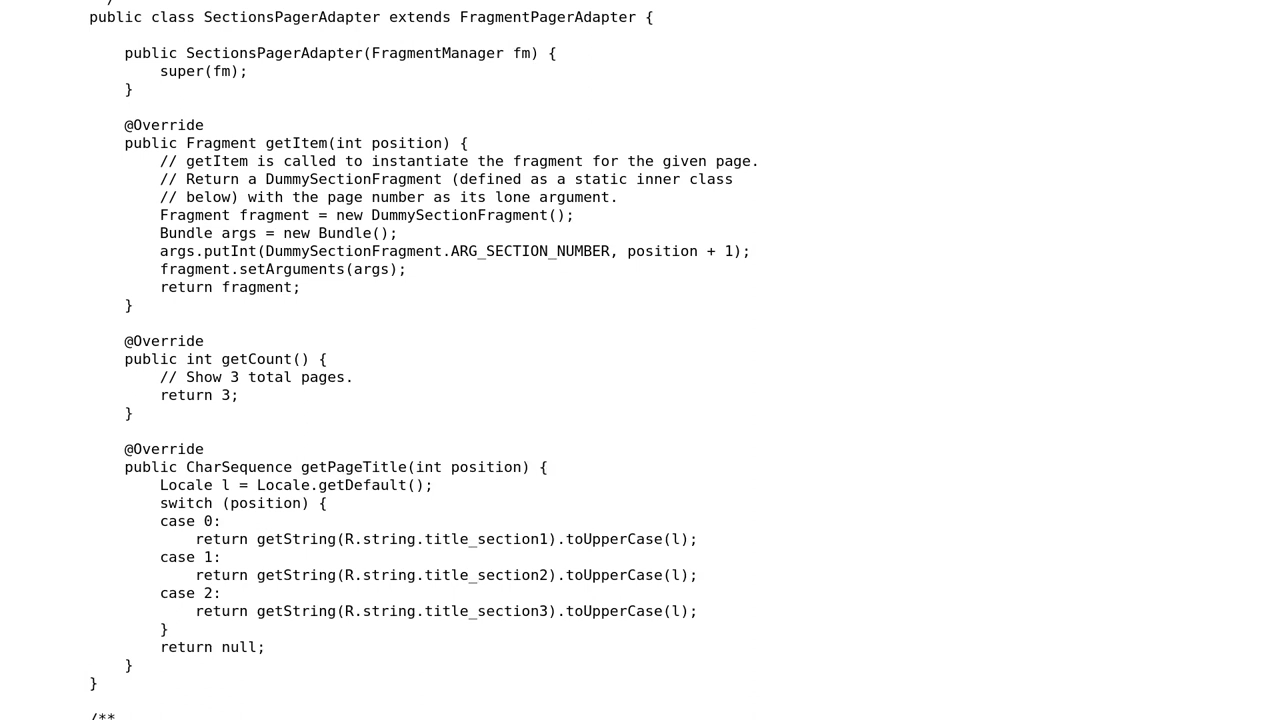 /
public class SectionsPagerAdapter extends FragmentPagerAdapter {

    public SectionsPagerAdapter(FragmentManager fm) {
        super(fm);
    }

    @Override
    public Fragment getItem(int position) {
        // getItem is called to instantiate the fragment for the given page.
        // Return a DummySectionFragment (defined as a static inner class
        // below) with the page number as its lone argument.
        Fragment fragment = new DummySectionFragment();
        Bundle args = new Bundle();
        args.putInt(DummySectionFragment.ARG_SECTION_NUMBER, position + 1);
        fragment.setArguments(args);
        return fragment;
    }

    @Override
    public int getCount() {
        // Show 3 total pages.
        return 3;
    }

    @Override
    public CharSequence getPageTitle(int position) {
        Locale l = Locale.getDefault();
        switch (position) {
        case 0:
            return getString(R.string.title_section1).toUpperCase(l);
        case 1:
            return getString(R.string.title_section2).toUpperCase(l);
        case 2:
            return getString(R.string.title_section3).toUpperCase(l);
        }
        return null;
    }
}

/**